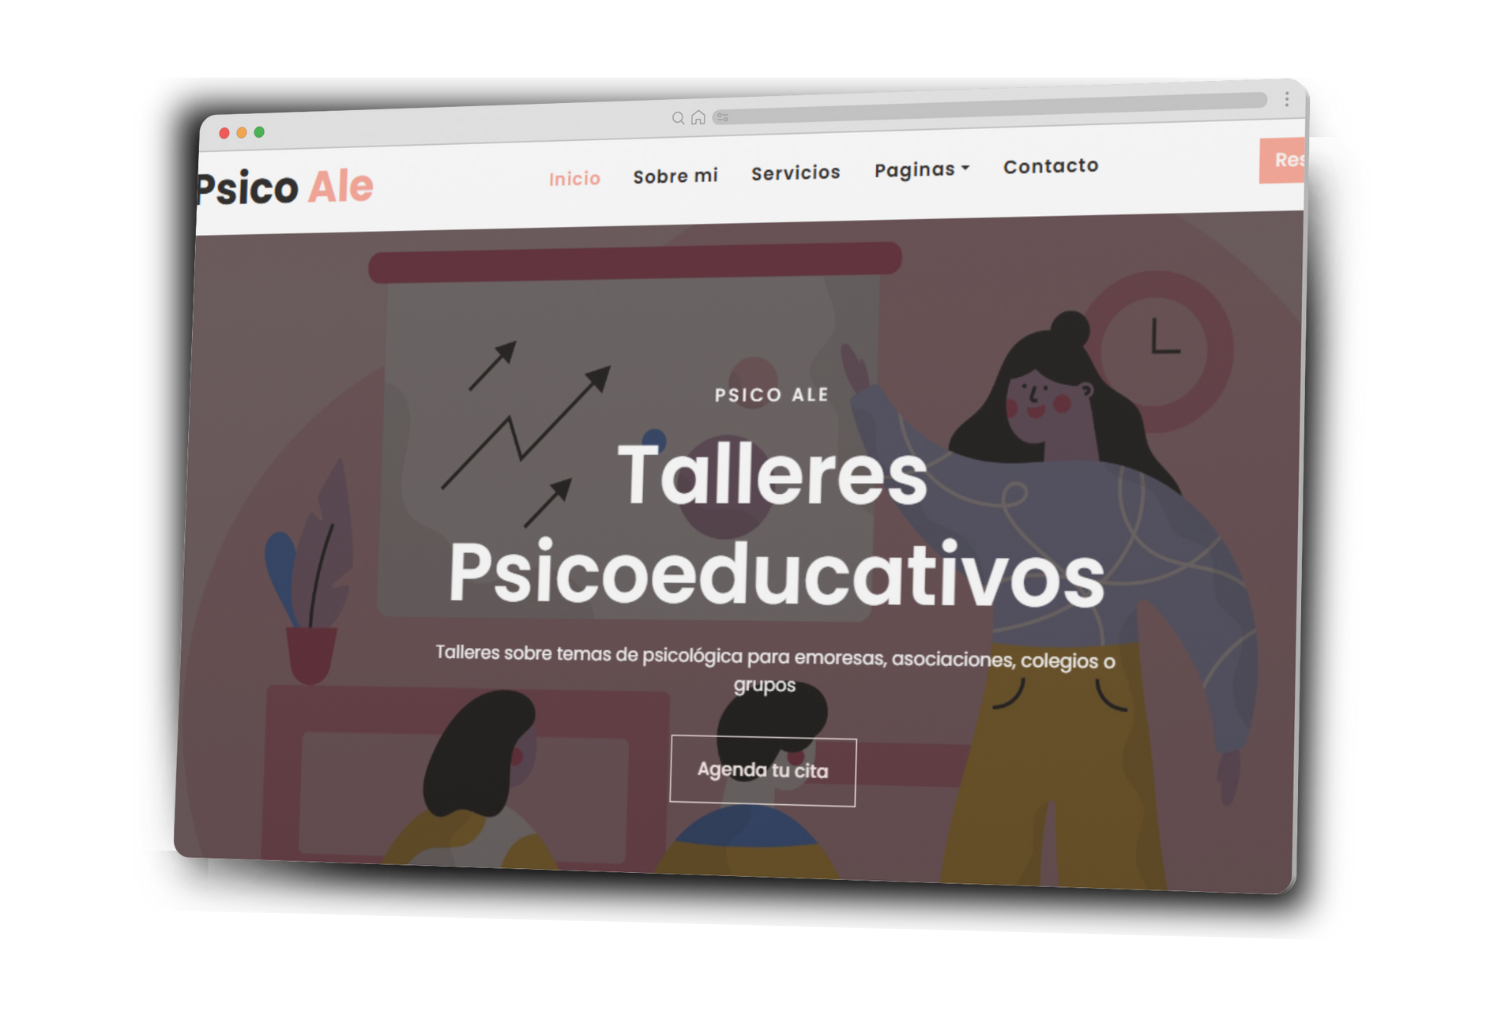 Psico Ale
Inicio Sobre mi Servicios Paginas Contacto
Res
PSICO ALE
Talleres
Psicoeducativos
Talleres sobre temas de psicológica para emoresas, asociaciones, colegios o
grupos
Agenda tu cita